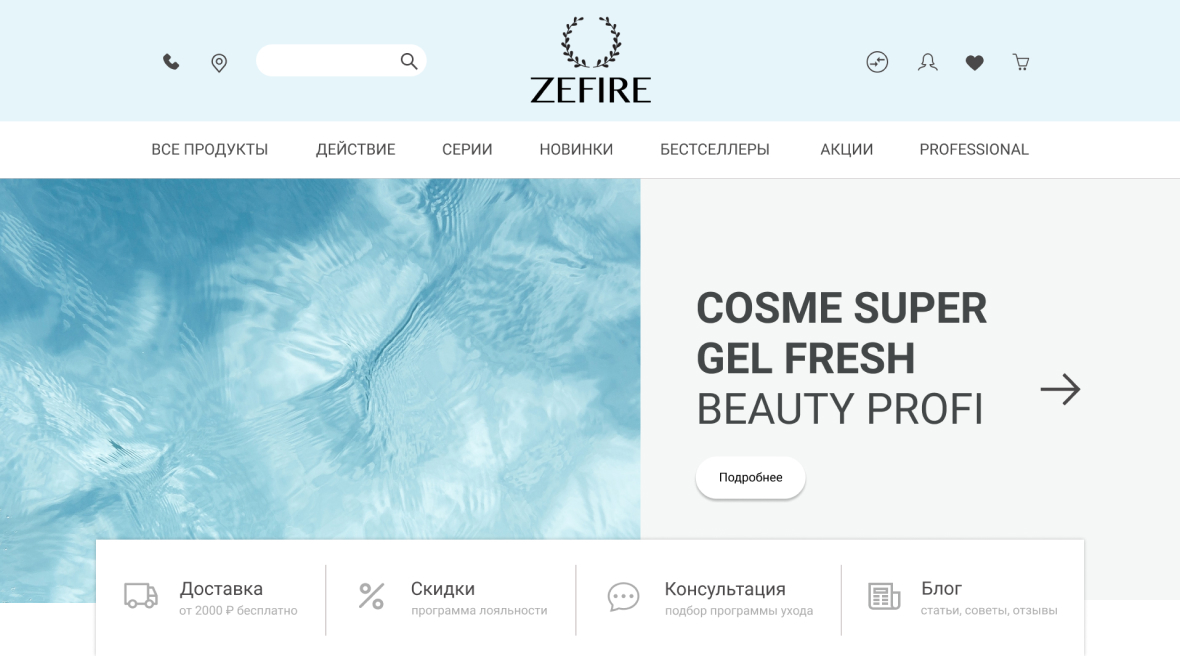 ZEFIRE
ВСЕ ПРОДУКТЫ ДЕЙСТВИЕ СЕРИИ НОВИНКИ БЕСТСЕЛЛЕРЫ АКЦИИ PROFESSIONAL
COSME SUPER
GEL FRESH
BEAUTY PROFI
Подробнее
Доставка
от 2000 ₽ бесплатно
Скидки
программа лояльности
Консультация
подбор программы ухода
Блог
статьи, советы, отзывы